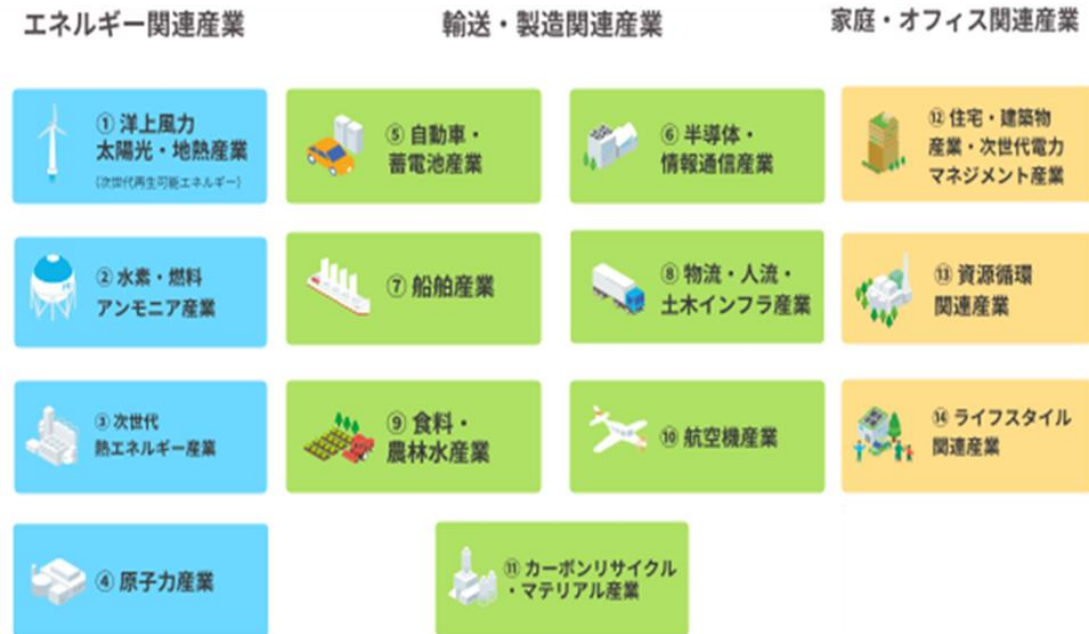 エネルギー関連産業
輸送・製造関連産業
家庭・オフィス関連産業
① 洋上風力
太陽光・地熱産業
(次世代再生可能エネルギー)
② 水素・燃料
アンモニア産業
③ 次世代
熱エネルギー産業
④ 原子力産業
⑤ 自動車・
蓄電池産業
⑥ 半導体・
情報通信産業
⑦ 船舶産業
⑧ 物流・人流・
土木インフラ産業
⑨ 食料・
農林水産業
⑩ 航空機産業
⑪ カーボンリサイクル
・マテリアル産業
⑫ 住宅・建築物
産業・次世代電力
マネジメント産業
⑬ 資源循環
関連産業
⑭ ライフスタイル
関連産業